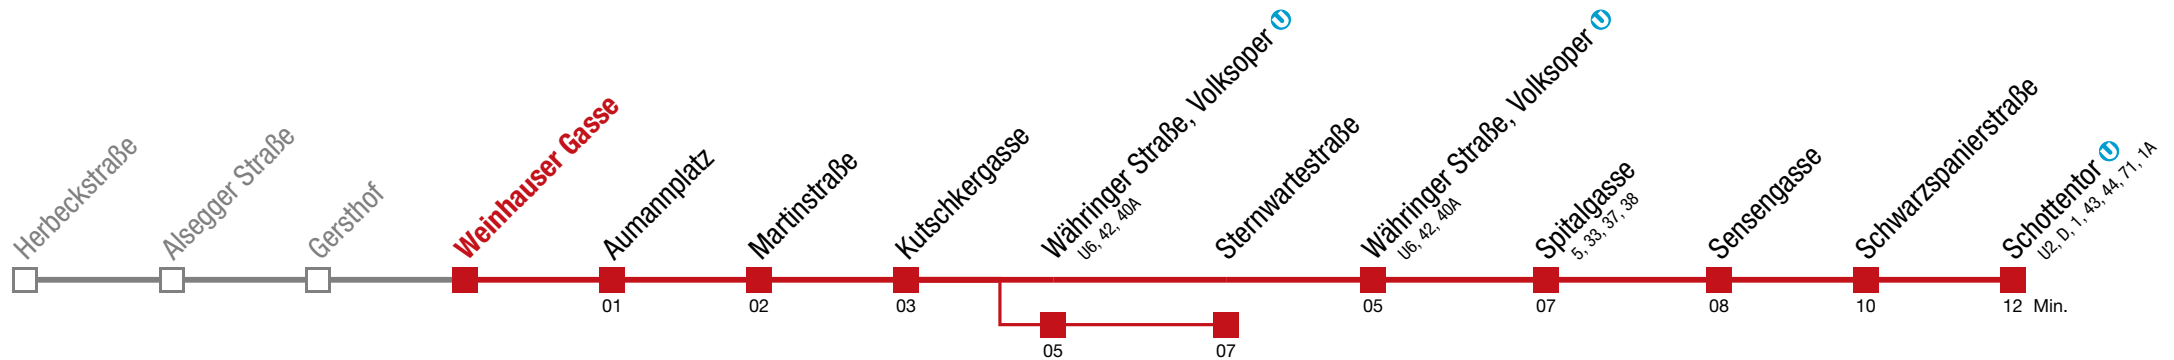 Herbeckstraße
Alsegger Straße
Gersthof
Weinhauser Gasse
Aumannplatz
01
Martinstraße
02
Kutschkergasse
03
Währinger Straße, Volksoper U
U6, 42, 40A
05
Sternwartestraße
07
Währinger Straße, Volksoper U
U6, 42, 40A
05
Spitalgasse
5, 33, 37, 38
07
Sensengasse
08
Schwarzspanierstraße
10
Schottentor U
U2, D, 1, 43, 44, 71, 1A
12 Min.